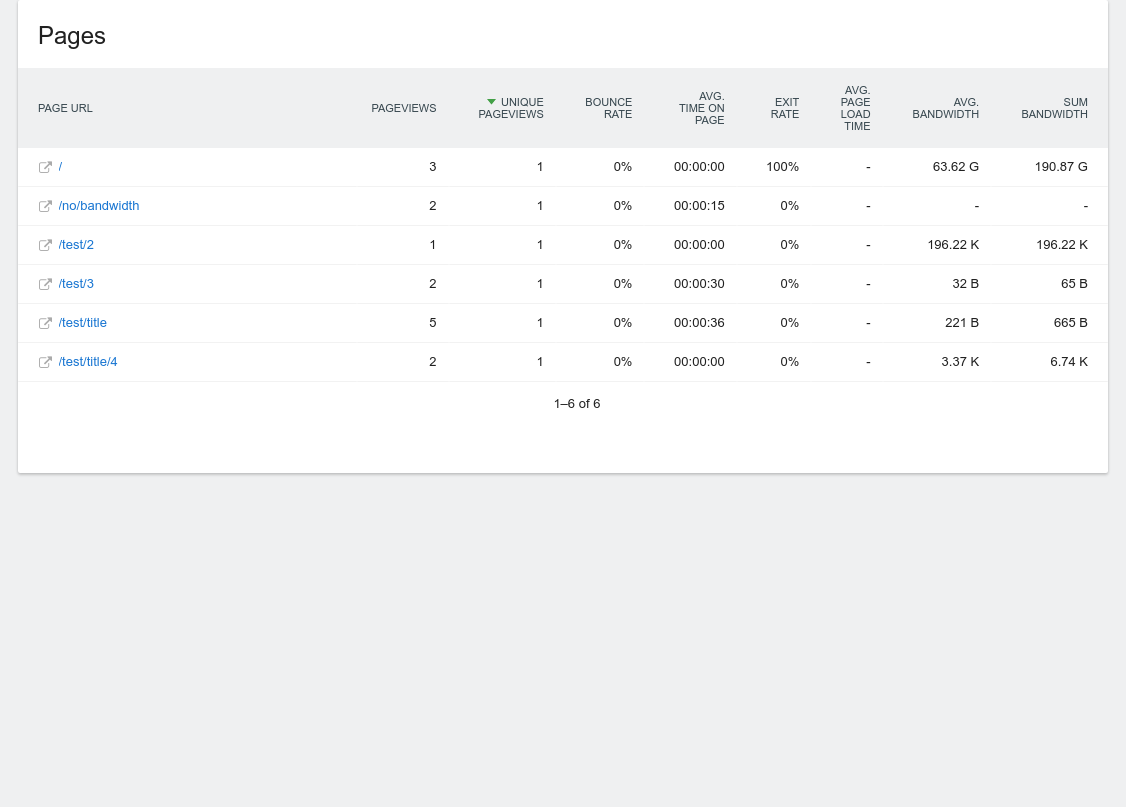 Pages
PAGE URL PAGEVIEWS UNIQUE PAGEVIEWS BOUNCE RATE AVG. TIME ON PAGE EXIT RATE AVG. PAGE LOAD TIME AVG. BANDWIDTH SUM BANDWIDTH
/ 3 1 0% 00:00:00 100% - 63.62 G 190.87 G
/no/bandwidth 2 1 0% 00:00:15 0% - - -
/test/2 1 1 0% 00:00:00 0% - 196.22 K 196.22 K
/test/3 2 1 0% 00:00:30 0% - 32 B 65 B
/test/title 5 1 0% 00:00:36 0% - 221 B 665 B
/test/title/4 2 1 0% 00:00:00 0% - 3.37 K 6.74 K
1–6 of 6